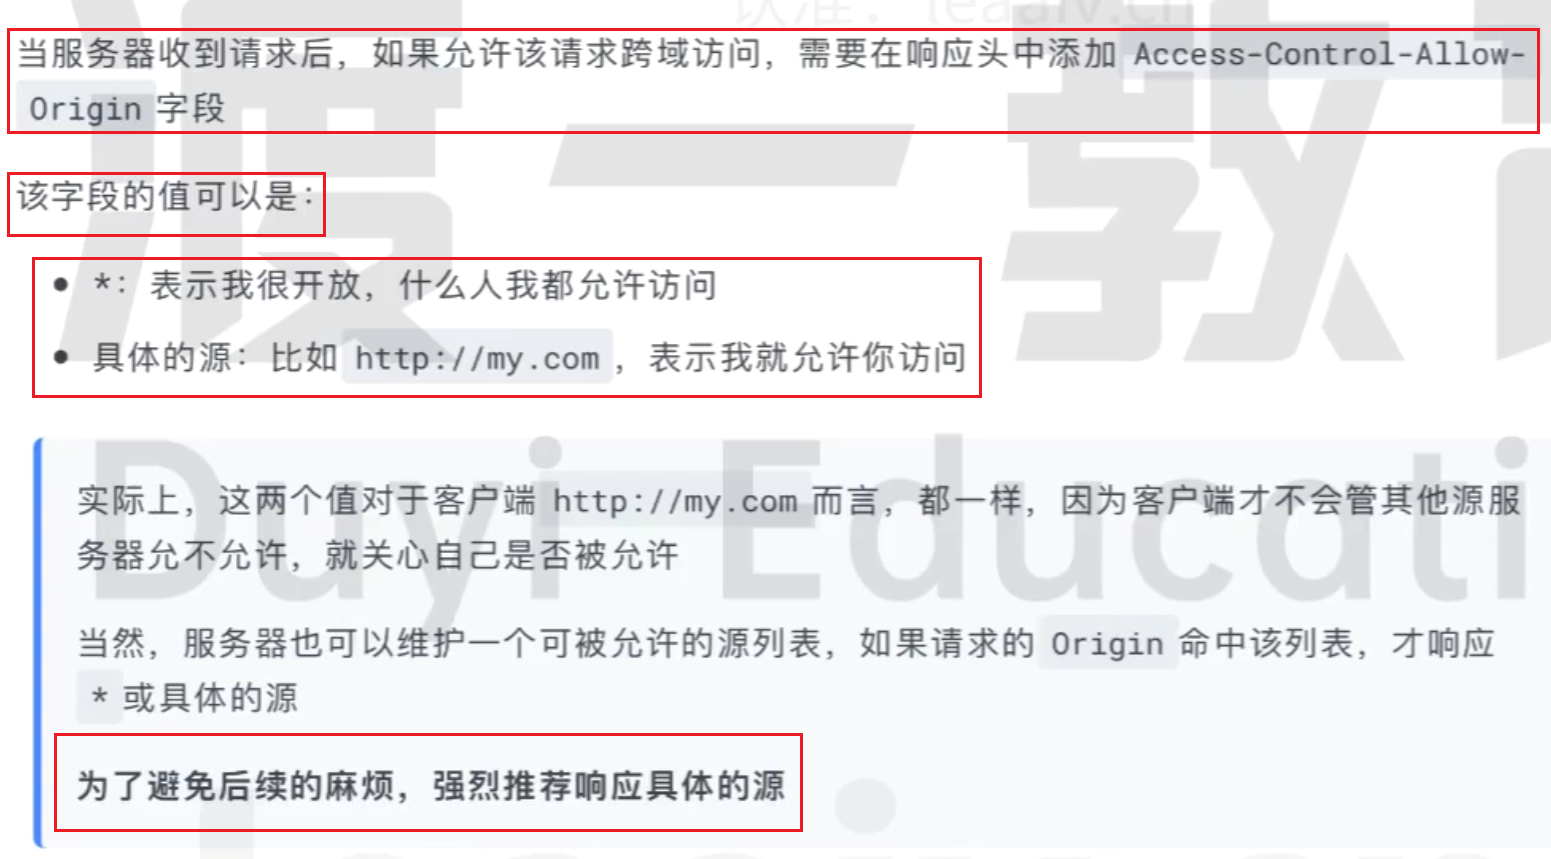 当服务器收到请求后，如果允许该请求跨域访问，需要在响应头中添加 Access-Control-Allow-
Origin 字段
该字段的值可以是：
• *：表示我很开放，什么人我都允许访问
• 具体的源：比如 http://my.com ，表示我就允许你访问
实际上，这两个值对于客户端 http://my.com 而言，都一样，因为客户端才不会管其他源服
务器允不允许，就关心自己是否被允许
当然，服务器也可以维护一个可被允许的源列表，如果请求的 Origin 命中该列表，才响应
* 或具体的源
为了避免后续的麻烦，强烈推荐响应具体的源
渡一教
Duyi Educati